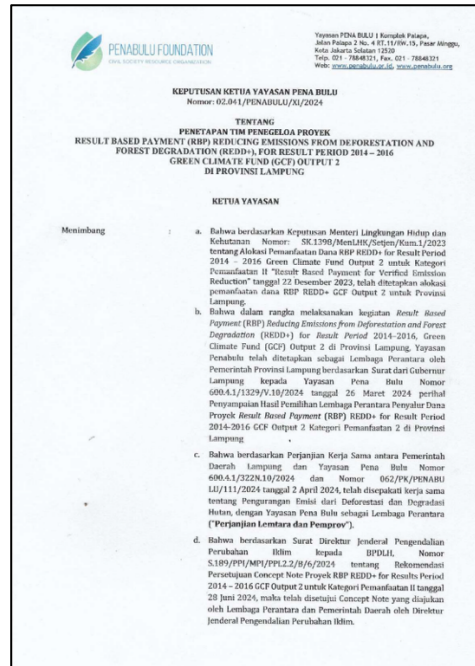 PENABULU FOUNDATION
CIVIL SOCIETY RESOURCE ORGANIZATION
Yayasan PENA BULU | Komplek Palapa,
Jalan Palapa 2 No. 4 RT.11/RW.15, Pasar Minggu,
Kota Jakarta Selatan 12520
Telp. 021 - 78848321, Fax. 021 - 78848321
Web: www.penabulu.or.id, www.penabulu.org
KEPUTUSAN KETUA YAYASAN PENA BULU
Nomor: 02.041/PENABULU/XI/2024
TENTANG
PENETAPAN TIM PENEGELOA PROYEK
RESULT BASED PAYMENT (RBP) REDUCING EMISSIONS FROM DEFORESTATION AND
FOREST DEGRADATION (REDD+), FOR RESULT PERIOD 2014 – 2016
GREEN CLIMATE FUND (GCF) OUTPUT 2
DI PROVINSI LAMPUNG
KETUA YAYASAN
Menimbang : a. Bahwa berdasarkan Keputusan Menteri Lingkungan Hidup dan
Kehutanan Nomor: SK.1398/MenLHK/Setjen/Kum.1/2023
tentang Alokasi Pemanfaatan Dana RBP REDD+ for Result Period
2014 – 2016 Green Climate Fund Output 2 untuk Kategori
Pemanfaatan II "Result Based Payment for Verified Emission
Reduction" tanggal 22 Desember 2023, telah ditetapkan alokasi
pemanfaatan dana RBP REDD+ GCF Output 2 untuk Provinsi
Lampung.
b. Bahwa dalam rangka melaksanakan kegiatan Result Based
Payment (RBP) Reducing Emissions from Deforestation and Forest
Degradation (REDD+) for Result Period 2014-2016, Green
Climate Fund (GCF) Output 2 di Provinsi Lampung, Yayasan
Penabulu telah ditetapkan sebagai Lembaga Perantara oleh
Pemerintah Provinsi Lampung berdasarkan Surat dari Gubernur
Lampung kepada Yayasan Pena Bulu Nomor
600.4.1/1329/V.10/2024 tanggal 26 Maret 2024 perihal
Penyampaian Hasil Pemilihan Lembaga Perantara Penyalur Dana
Proyek Result Based Payment (RBP) REDD+ for Result Period
2014-2016 GCF Output 2 Kategori Pemanfaatan 2 di Provinsi
Lampung
c. Bahwa berdasarkan Perjanjian Kerja Sama antara Pemerintah
Daerah Lampung dan Yayasan Pena Bulu Nomor
600.4.1/322N.10/2024 dan Nomor 062/PK/PENABU
LU/111/2024 tanggal 2 April 2024, telah disepakati kerja sama
tentang Pengurangan Emisi dari Deforestasi dan Degradasi
Hutan, dengan Yayasan Pena Bulu sebagai Lembaga Perantara
("Perjanjian Lemtara dan Pemprov").
d. Bahwa berdasarkan Surat Direktur Jenderal Pengendalian
Perubahan Iklim kepada BPDLH, Nomor
S.189/PPI/MPI/PPI.2.2/B/6/2024 tentang Rekomendasi
Persetujuan Concept Note Proyek RBP REDD+ for Results Period
2014 – 2016 GCF Output 2 untuk Kategori Pemanfaatan II tanggal
28 Juni 2024, maka telah disetujui Concept Note yang diajukan
oleh Lembaga Perantara dan Pemerintah Daerah oleh Direktur
Jenderal Pengendalian Perubahan Iklim.